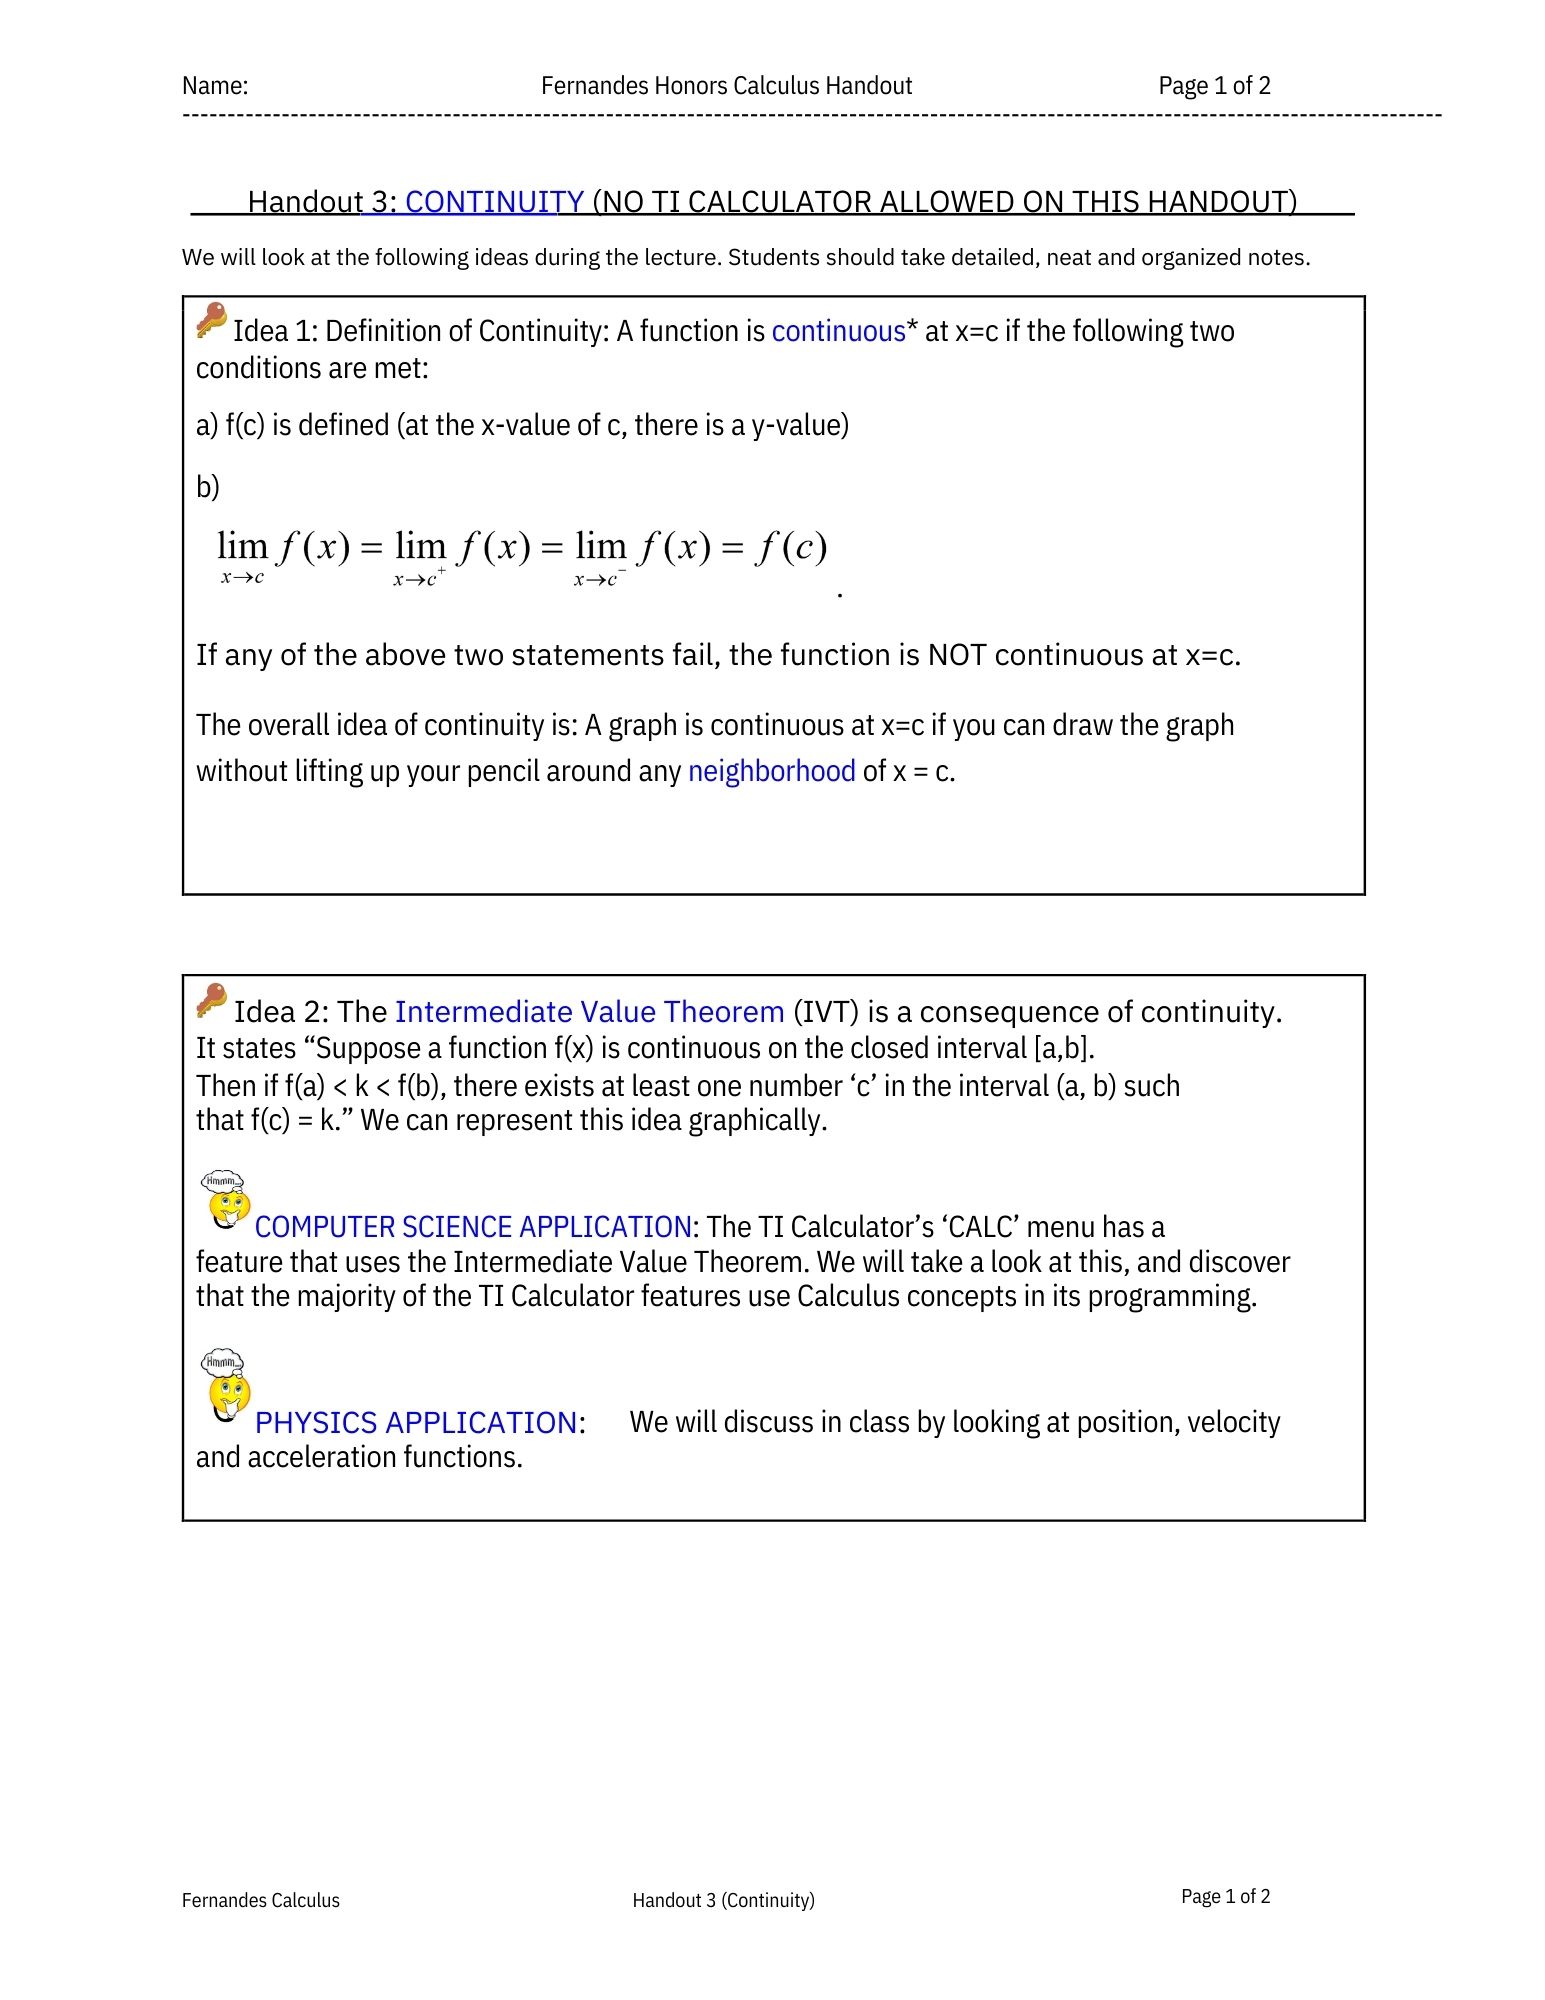 Name: Fernandes Honors Calculus Handout Page 1 of 2
--------------------------------------------------------------------------------------------------------------------------------------------
Handout 3: CONTINUITY (NO TI CALCULATOR ALLOWED ON THIS HANDOUT)
We will look at the following ideas during the lecture. Students should take detailed, neat and organized notes.
Idea 1: Definition of Continuity: A function is continuous* at x=c if the following two
conditions are met:
a) f(c) is defined (at the x-value of c, there is a y-value)
b)
lim x→c f(x) = lim x→c⁺ f(x) = lim x→c⁻ f(x) = f(c) .
If any of the above two statements fail, the function is NOT continuous at x=c.
The overall idea of continuity is: A graph is continuous at x=c if you can draw the graph
without lifting up your pencil around any neighborhood of x = c.
Idea 2: The Intermediate Value Theorem (IVT) is a consequence of continuity.
It states “Suppose a function f(x) is continuous on the closed interval [a,b].
Then if f(a) < k < f(b), there exists at least one number ‘c’ in the interval (a, b) such
that f(c) = k.” We can represent this idea graphically.
Hmmm...
COMPUTER SCIENCE APPLICATION: The TI Calculator’s ‘CALC’ menu has a
feature that uses the Intermediate Value Theorem. We will take a look at this, and discover
that the majority of the TI Calculator features use Calculus concepts in its programming.
Hmmm...
PHYSICS APPLICATION: We will discuss in class by looking at position, velocity
and acceleration functions.
Fernandes Calculus Handout 3 (Continuity) Page 1 of 2